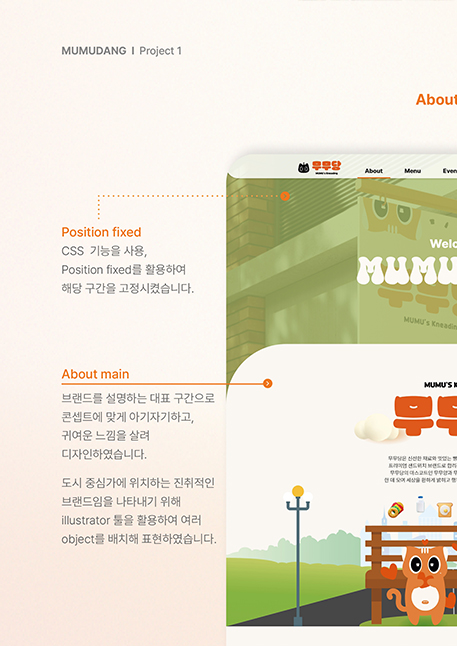 MUMUDANG I Project 1
About
무무당
MUMU's Kneading
About Menu Even
Welc
MUMU
MUMU's Kneadin
Position fixed
CSS 기능을 사용,
Position fixed를 활용하여
해당 구간을 고정시켰습니다.
About main
브랜드를 설명하는 대표 구간으로
콘셉트에 맞게 아기자기하고,
귀여운 느낌을 살려
디자인하였습니다.
도시 중심가에 위치하는 진취적인
브랜드임을 나타내기 위해
illustrator 툴을 활용하여 여러
object를 배치해 표현하였습니다.
MUMU'S K
무무